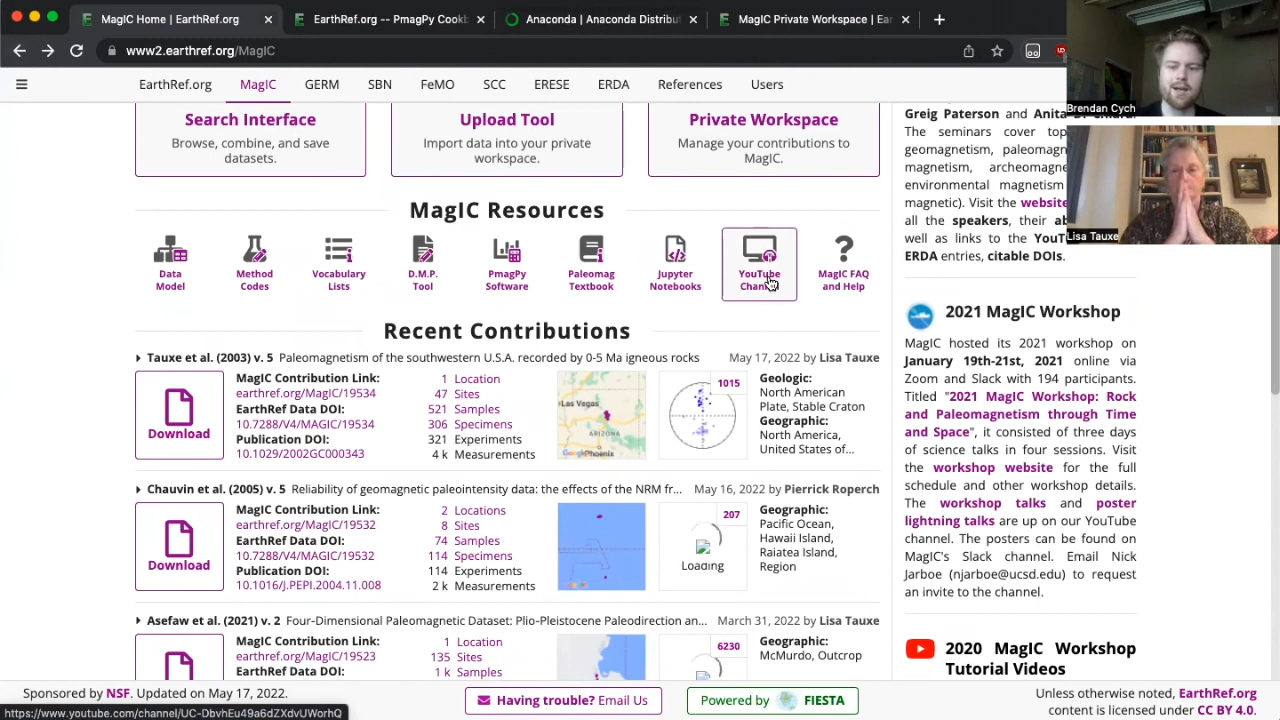 MagIC Home | EarthRef.org
EarthRef.org -- PmagPy Cookb
Anaconda | Anaconda Distribut
MagIC Private Workspace | Ear
www2.earthref.org/MagIC
EarthRef.org MagIC GERM SBN FeMO SCC ERESE ERDA References Users
Brendan Cych
Lisa Tauxe
Search Interface
Browse, combine, and save
datasets.
Upload Tool
Import data into your private
workspace.
Private Workspace
Manage your contributions to
MagIC.
MagIC Resources
Data
Model
Method
Codes
Vocabulary
Lists
D.M.P.
Tool
PmagPy
Software
Paleomag
Textbook
Jupyter
Notebooks
YouTube
Channel
MagIC FAQ
and Help
Recent Contributions
Tauxe et al. (2003) v. 5 Paleomagnetism of the southwestern U.S.A. recorded by 0-5 Ma igneous rocks May 17, 2022 by Lisa Tauxe
Download
MagIC Contribution Link:
earthref.org/MagIC/19534
EarthRef Data DOI:
10.7288/V4/MAGIC/19534
Publication DOI:
10.1029/2002GC000343
1 Location
47 Sites
521 Samples
306 Specimens
321 Experiments
4 k Measurements
Las Vegas
ARIZONA
Google
Phoenix
1015
Geologic:
North American
Plate, Stable Craton
Geographic:
North America,
United States of...
Chauvin et al. (2005) v. 5 Reliability of geomagnetic paleointensity data: the effects of the NRM fr... May 16, 2022 by Pierrick Roperch
Download
MagIC Contribution Link:
earthref.org/MagIC/19532
EarthRef Data DOI:
10.7288/V4/MAGIC/19532
Publication DOI:
10.1016/J.PEPI.2004.11.008
2 Locations
8 Sites
74 Samples
114 Specimens
114 Experiments
2 k Measurements
207
Loading
Geographic:
Pacific Ocean,
Hawaii Island,
Raiatea Island,
Region
Asefaw et al. (2021) v. 2 Four-Dimensional Paleomagnetic Dataset: Plio-Pleistocene Paleodirection an... March 31, 2022 by Lisa Tauxe
MagIC Contribution Link:
earthref.org/MagIC/19523
EarthRef Data DOI:
1 Location
135 Sites
1 k Samples
6230
Geographic:
McMurdo, Outcrop
Greig Paterson and
The seminars cover
geomagnetism,
magnetism, archeomagne
environmental magnetism
magnetic). Visit the website
all the speakers, their
well as links to the
ERDA entries, citable DOIs.
2021 MagIC Workshop
MagIC hosted its 2021 workshop on
January 19th-21st, 2021 online via
Zoom and Slack with 194 participants.
Titled "2021 MagIC Workshop: Rock
and Paleomagnetism through Time
and Space", it consisted of three days
of science talks in four sessions. Visit
the workshop website for the full
schedule and other workshop details.
The workshop talks and poster
lightning talks are up on our YouTube
channel. The posters can be found on
MagIC's Slack channel. Email Nick
Jarboe (njarboe@ucsd.edu) to request
an invite to the channel.
2020 MagIC Workshop
Tutorial Videos
Sponsored by NSF. Updated on May 17, 2022.
Having trouble? Email Us
Powered by FIESTA
Unless otherwise noted, EarthRef.org
content is licensed under CC BY 4.0.
https://www.youtube.com/channel/UC-DbvhEu49a6dZXdvUWorhQ